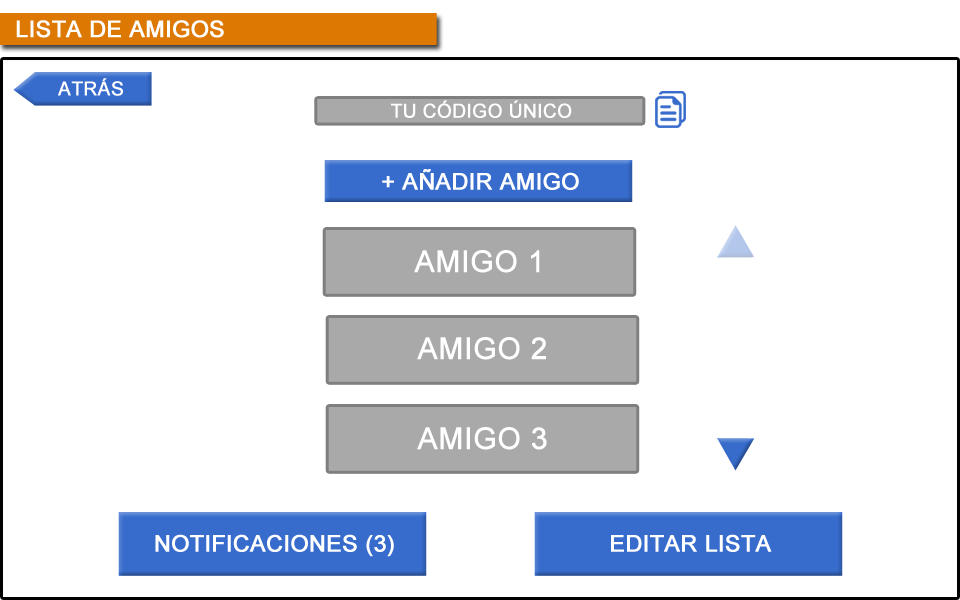 LISTA DE AMIGOS
ATRÁS
TU CÓDIGO ÚNICO
+ AÑADIR AMIGO
AMIGO 1
AMIGO 2
AMIGO 3
NOTIFICACIONES (3)
EDITAR LISTA